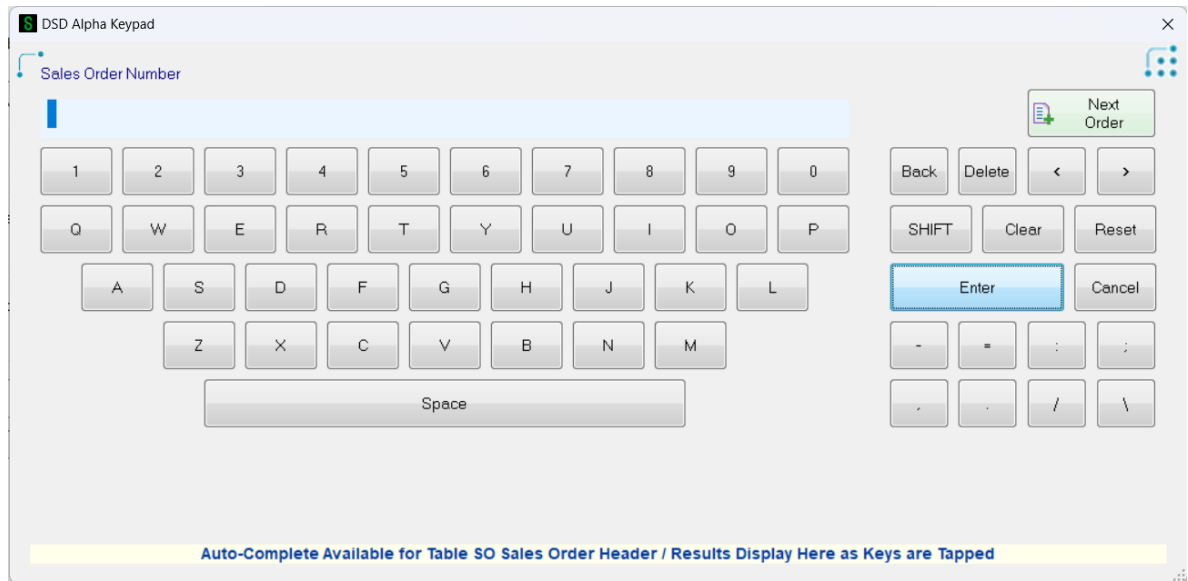 S DSD Alpha Keypad
Sales Order Number
Next
Order
1 2 3 4 5 6 7 8 9 0 Back Delete < >
Q W E R T Y U I O P SHIFT Clear Reset
A S D F G H J K L Enter Cancel
Z X C V B N M - = : ;
Space , . / \
Auto-Complete Available for Table SO Sales Order Header / Results Display Here as Keys are Tapped